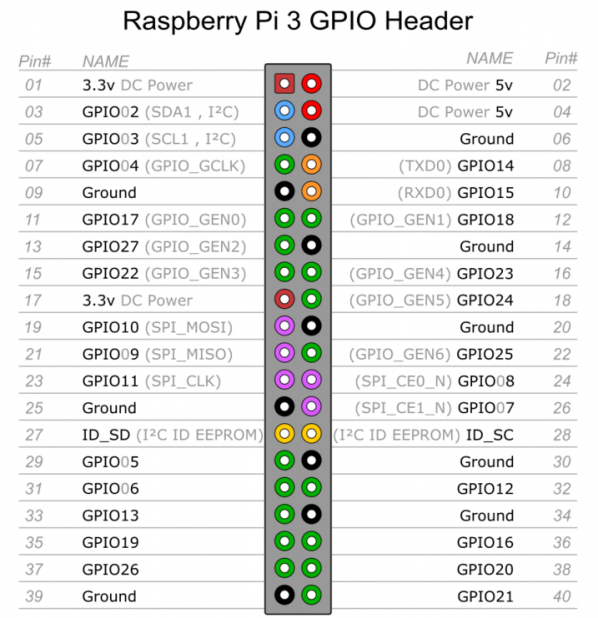 Raspberry Pi 3 GPIO Header
Pin# NAME NAME Pin#
01 3.3v DC Power DC Power 5v 02
03 GPIO02 (SDA1 , I²C) DC Power 5v 04
05 GPIO03 (SCL1 , I²C) Ground 06
07 GPIO04 (GPIO_GCLK) (TXD0) GPIO14 08
09 Ground (RXD0) GPIO15 10
11 GPIO17 (GPIO_GEN0) (GPIO_GEN1) GPIO18 12
13 GPIO27 (GPIO_GEN2) Ground 14
15 GPIO22 (GPIO_GEN3) (GPIO_GEN4) GPIO23 16
17 3.3v DC Power (GPIO_GEN5) GPIO24 18
19 GPIO10 (SPI_MOSI) Ground 20
21 GPIO09 (SPI_MISO) (GPIO_GEN6) GPIO25 22
23 GPIO11 (SPI_CLK) (SPI_CE0_N) GPIO08 24
25 Ground (SPI_CE1_N) GPIO07 26
27 ID_SD (I²C ID EEPROM) (I²C ID EEPROM) ID_SC 28
29 GPIO05 Ground 30
31 GPIO06 GPIO12 32
33 GPIO13 Ground 34
35 GPIO19 GPIO16 36
37 GPIO26 GPIO20 38
39 Ground GPIO21 40